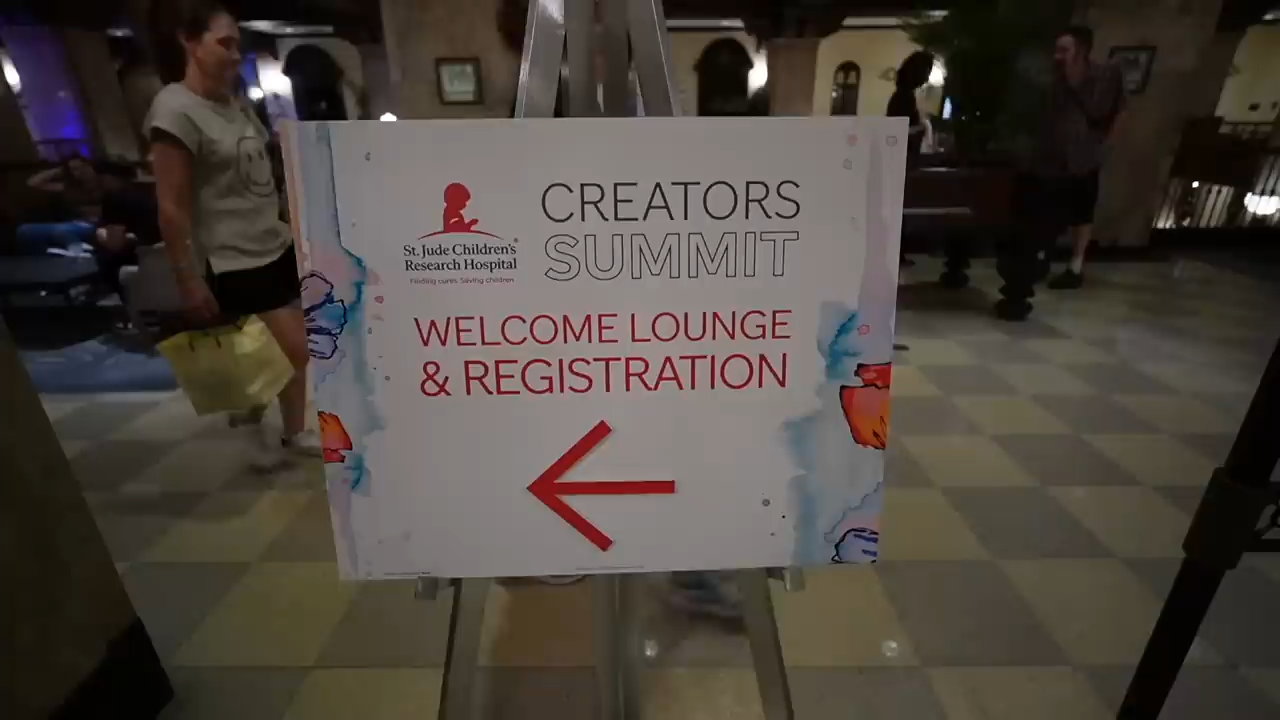 CREATORS
SUMMIT
St. Jude Children's
Research Hospital
Finding cures. Saving children.
WELCOME LOUNGE
& REGISTRATION